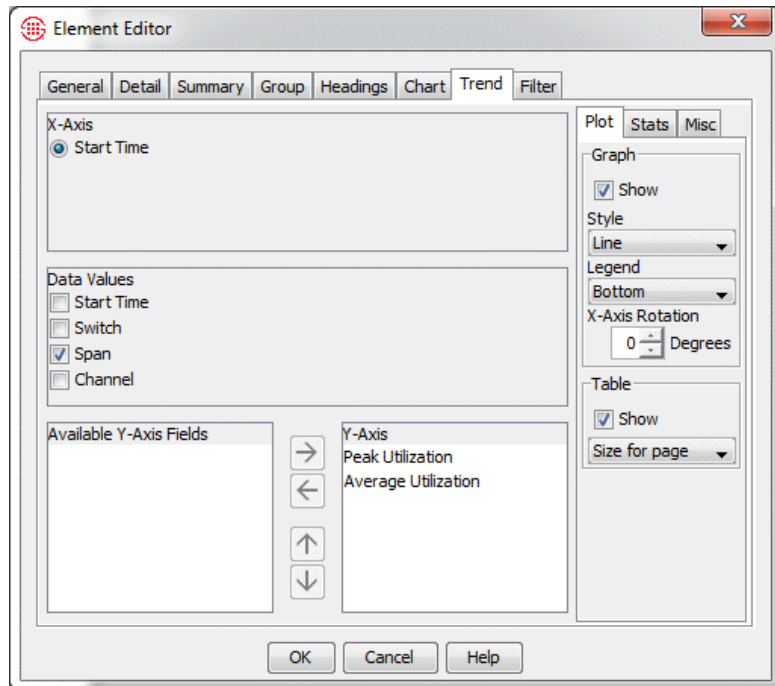 Element Editor
General Detail Summary Group Headings Chart Trend Filter
X-Axis
Start Time
Data Values
Start Time
Switch
Span
Channel
Available Y-Axis Fields
Y-Axis
Peak Utilization
Average Utilization
Plot Stats Misc
Graph
Show
Style
Line
Legend
Bottom
X-Axis Rotation
0 Degrees
Table
Show
Size for page
OK Cancel Help